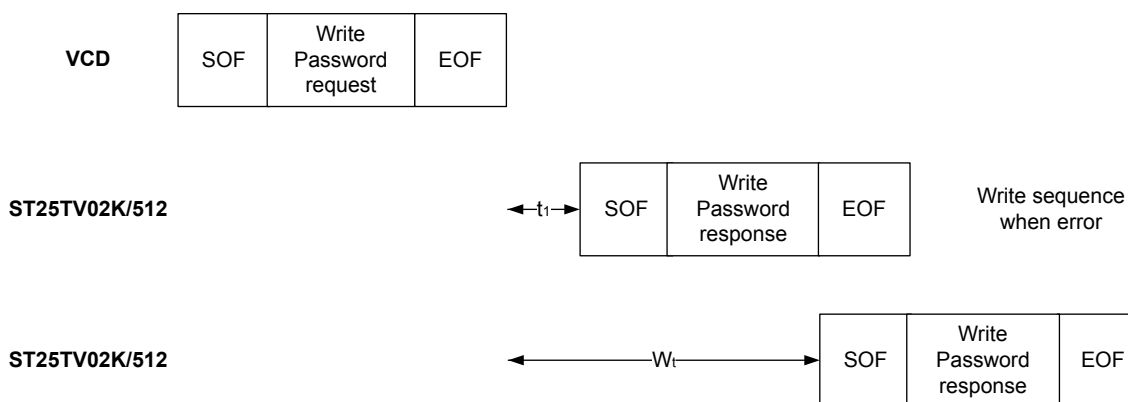 VCD
SOF
Write
Password
request
EOF
ST25TV02K/512
t1
SOF
Write
Password
response
EOF
Write sequence
when error
ST25TV02K/512
Wt
SOF
Write
Password
response
EOF